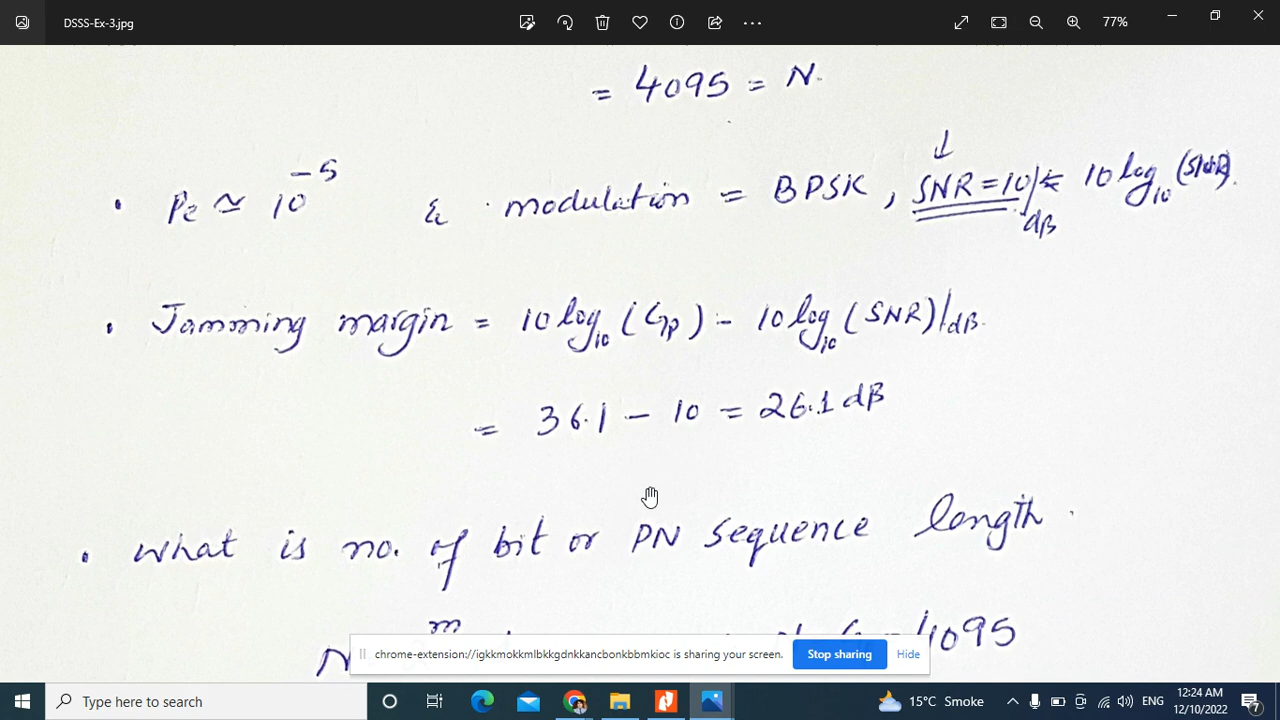 DSSS-Ex-3.jpg
77%
= 4095 = N.
• Pe ≃ 10^-5 & modulation = BPSK, SNR = 10|dB = 10 log10 (SNR).
• Jamming margin = 10 log10 (Gp) - 10 log10 (SNR)|dB.
= 36.1 - 10 = 26.1 dB
• What is no. of bit or PN sequence length.
m
N 4095
chrome-extension://igkkmokkmlbkkgdnkkancbonkbbmkioc is sharing your screen.
Stop sharing
Hide
Type here to search
15°C Smoke
ENG
12:24 AM
12/10/2022
7